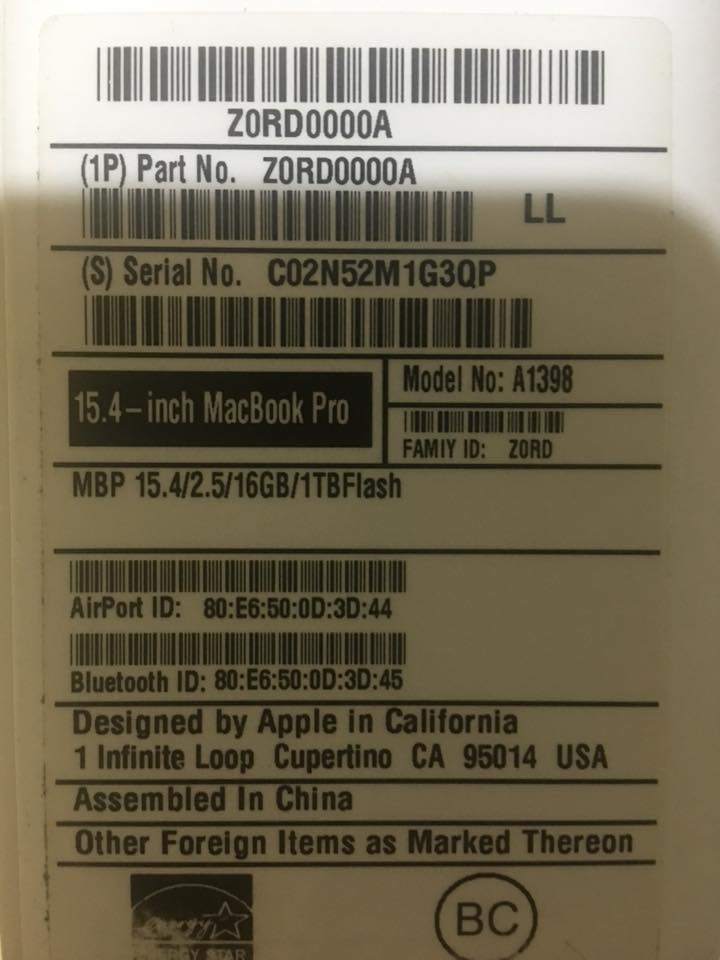 Z0RD0000A
(1P) Part No. Z0RD0000A
LL
(S) Serial No. C02N52M1G3QP
15.4-inch MacBook Pro
Model No: A1398
FAMIY ID: Z0RD
MBP 15.4/2.5/16GB/1TBFlash
AirPort ID: 80:E6:50:0D:3D:44
Bluetooth ID: 80:E6:50:0D:3D:45
Designed by Apple in California
1 Infinite Loop Cupertino CA 95014 USA
Assembled In China
Other Foreign Items as Marked Thereon
energy
ENERGY STAR
BC